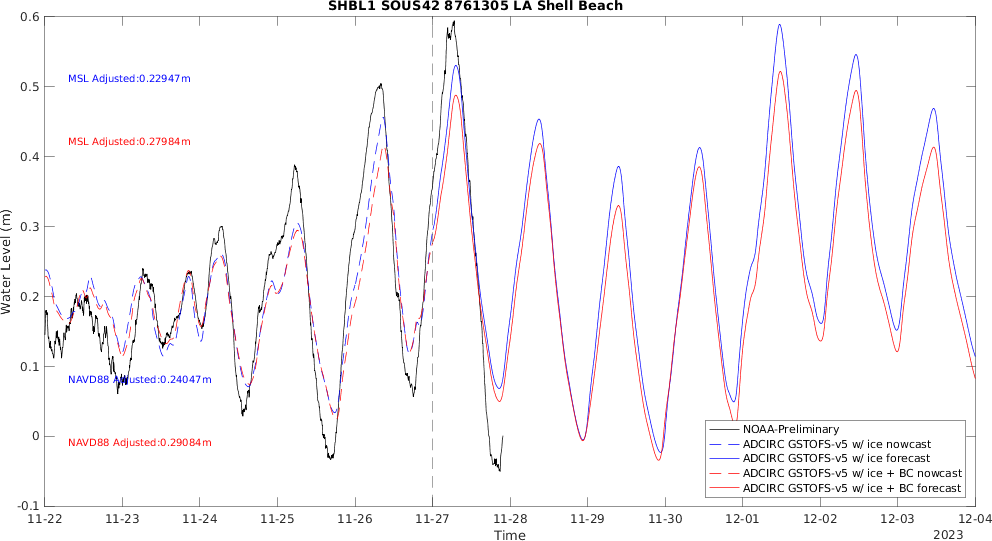 SHBL1 SOUS42 8761305 LA Shell Beach
Water Level (m)
0.6
0.5
0.4
0.3
0.2
0.1
0
-0.1
MSL Adjusted:0.22947m
MSL Adjusted:0.27984m
NAVD88 Adjusted:0.24047m
NAVD88 Adjusted:0.29084m
NOAA-Preliminary
ADCIRC GSTOFS-v5 w/ ice nowcast
ADCIRC GSTOFS-v5 w/ ice forecast
ADCIRC GSTOFS-v5 w/ ice + BC nowcast
ADCIRC GSTOFS-v5 w/ ice + BC forecast
11-22 11-23 11-24 11-25 11-26 11-27 11-28 11-29 11-30 12-01 12-02 12-03 12-04
Time
2023